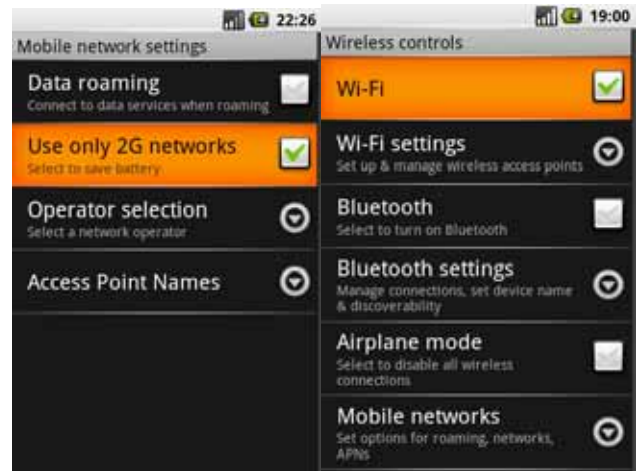 22:26
Mobile network settings
Data roaming
Connect to data services when roaming
Use only 2G networks
Select to save battery
Operator selection
Select a network operator
Access Point Names
19:00
Wireless controls
Wi-Fi
Wi-Fi settings
Set up & manage wireless access points
Bluetooth
Select to turn on Bluetooth
Bluetooth settings
Manage connections, set device name
& discoverability
Airplane mode
Select to disable all wireless
connections
Mobile networks
Set options for roaming, networks,
APNs